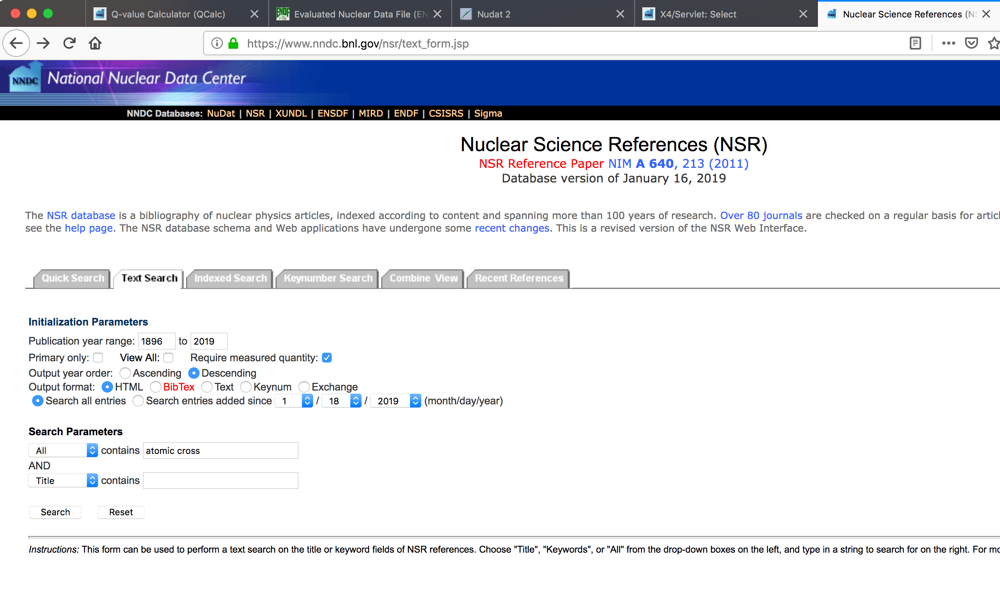 Q-value Calculator (QCalc)
Evaluated Nuclear Data File (EN
Nudat 2
X4/Servlet: Select
Nuclear Science References (NS
https://www.nndc.bnl.gov/nsr/text_form.jsp
NNDC National Nuclear Data Center
NNDC Databases: NuDat | NSR | XUNDL | ENSDF | MIRD | ENDF | CSISRS | Sigma
Nuclear Science References (NSR)
NSR Reference Paper NIM A 640, 213 (2011)
Database version of January 16, 2019
The NSR database is a bibliography of nuclear physics articles, indexed according to content and spanning more than 100 years of research. Over 80 journals are checked on a regular basis for
see the help page. The NSR database schema and Web applications have undergone some recent changes. This is a revised version of the NSR Web Interface.
Quick Search Text Search Indexed Search Keynumber Search Combine View Recent References
Initialization Parameters
Publication year range: 1896 to 2019
Primary only: View All: Require measured quantity:
Output year order: Ascending Descending
Output format: HTML BibTex Text Keynum Exchange
Search all entries Search entries added since 1 / 18 / 2019 (month/day/year)
Search Parameters
All contains atomic cross
AND
Title contains
Search Reset
Instructions: This form can be used to perform a text search on the title or keyword fields of NSR references. Choose "Title", "Keywords", or "All" from the drop-down boxes on the left, and type in a string to search for on the right. For